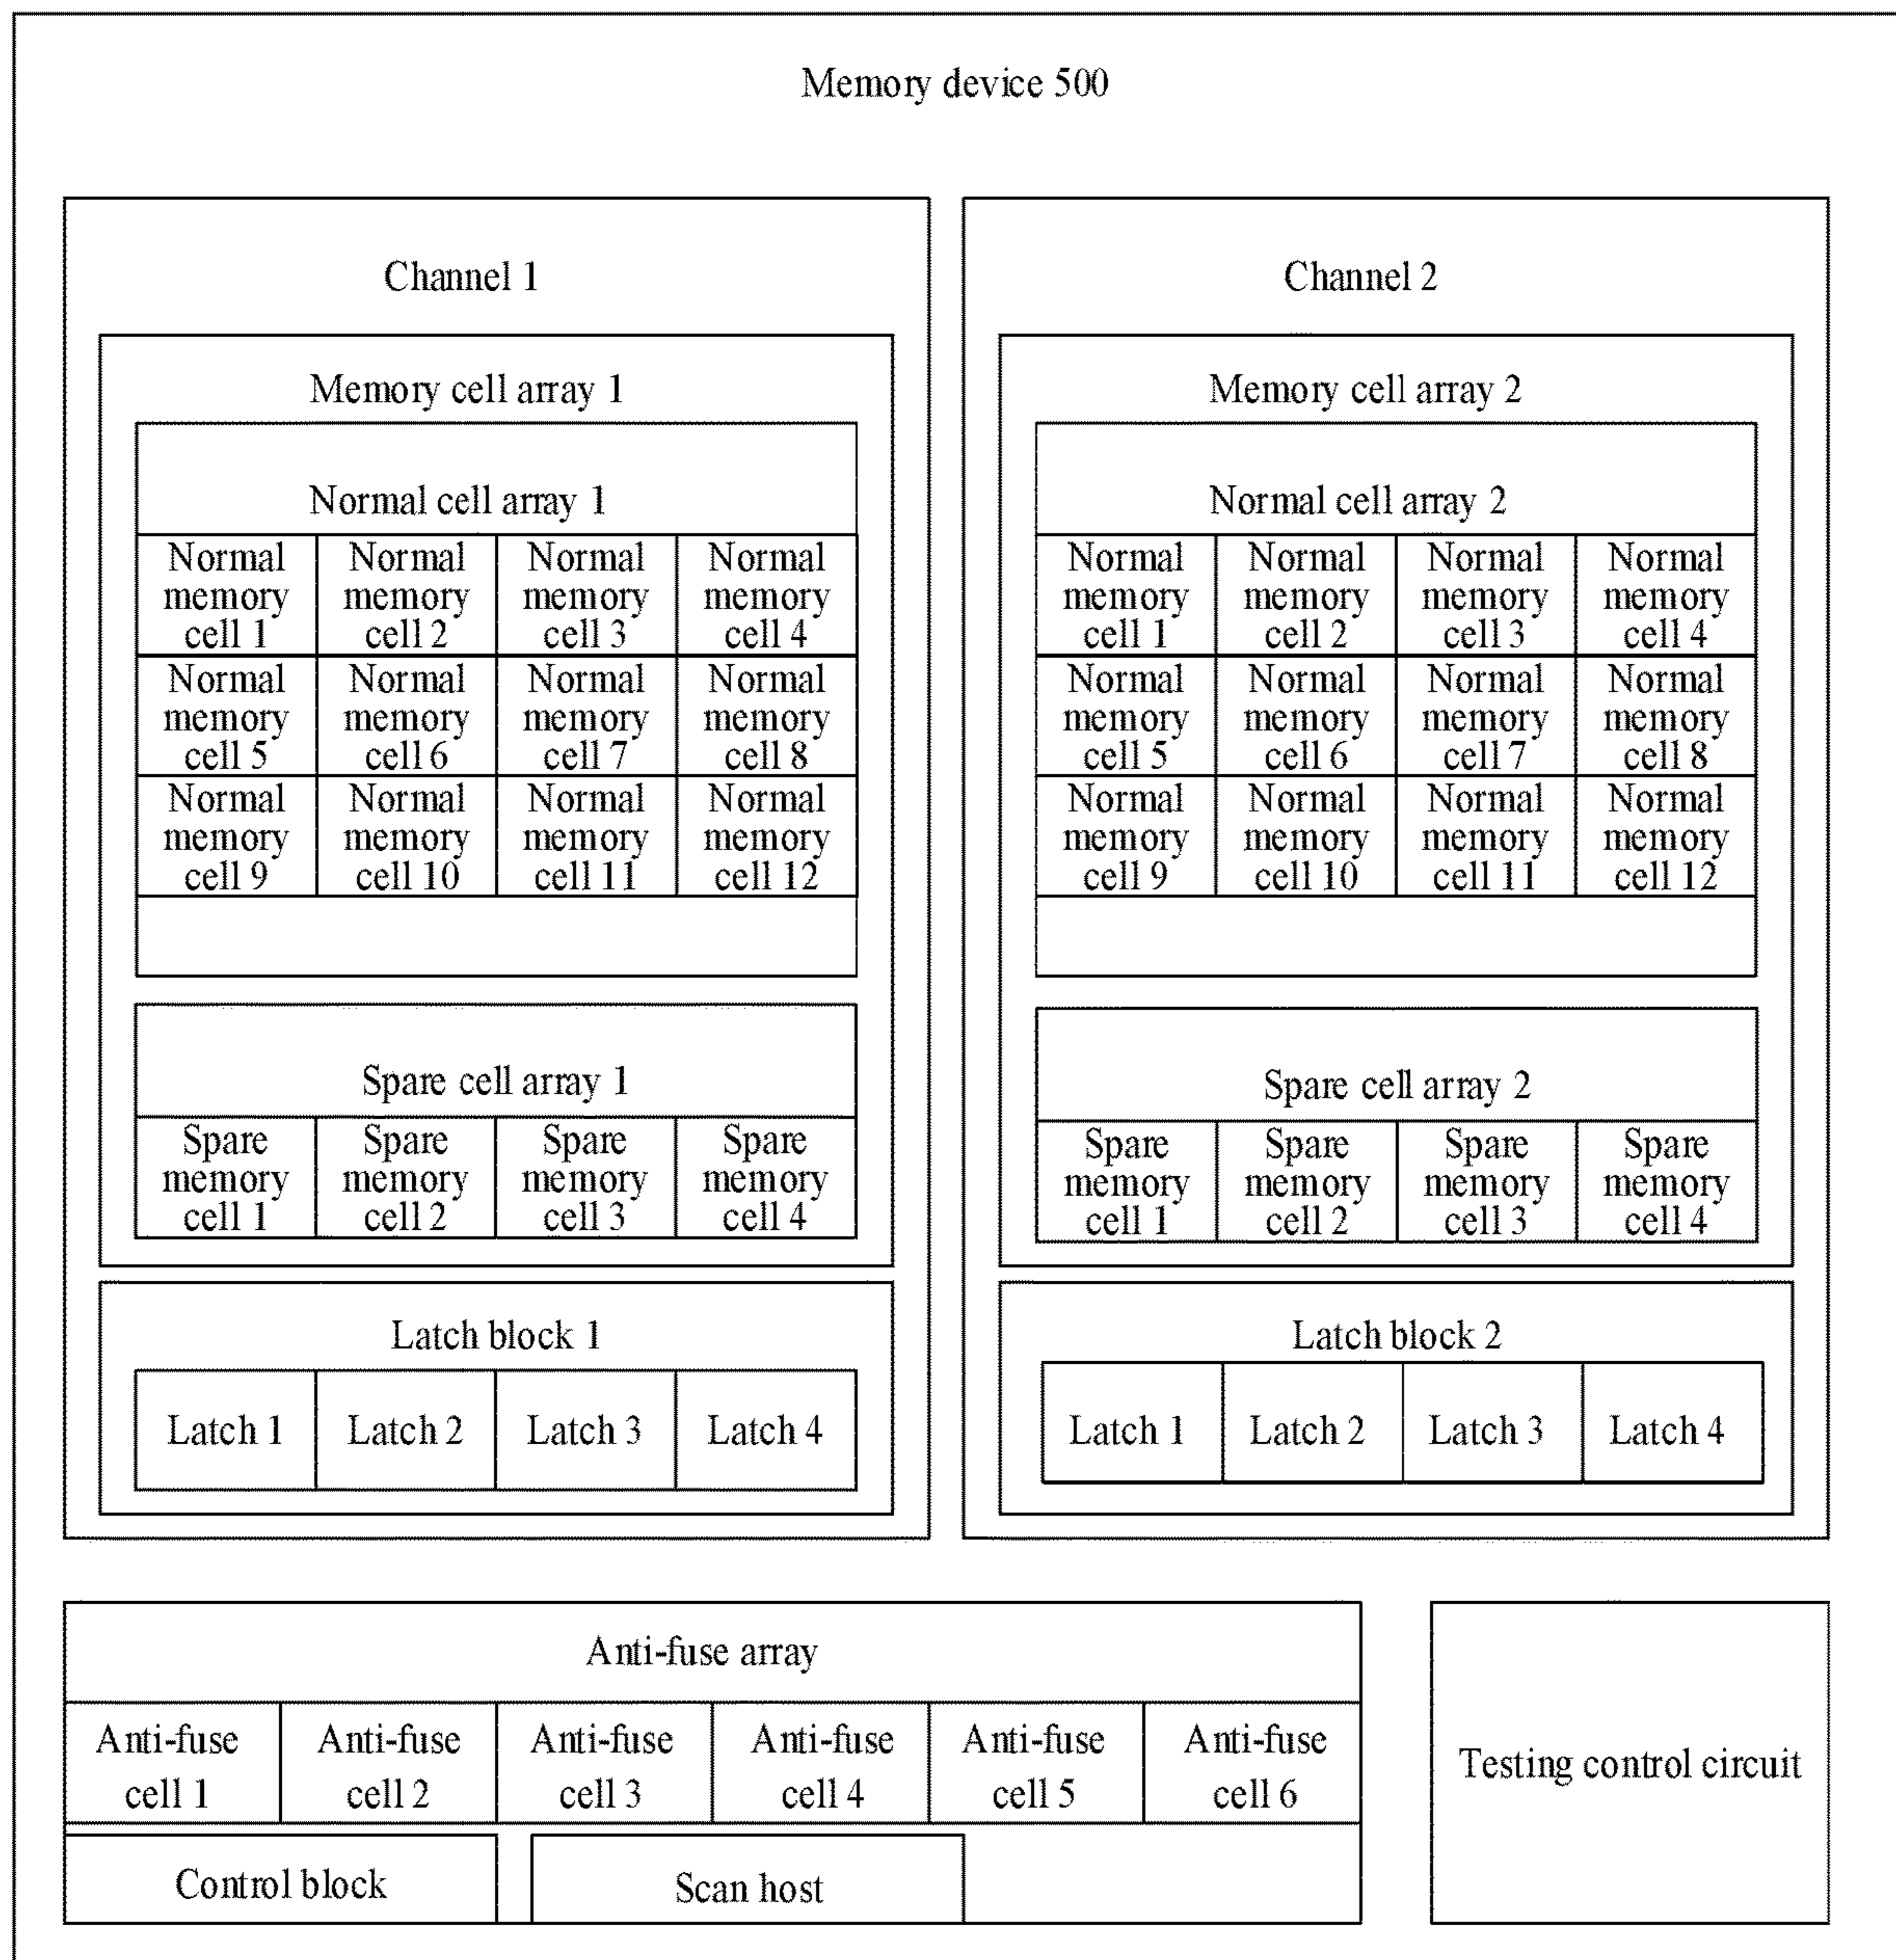 Memory device 500
Channel 1
Memory cell array 1
Normal cell array 1
Normal Normal Normal Normal
memory memory memory memory
cell 1 cell 2 cell 3 cell 4
Normal Normal Normal Normal
memory memory memory memory
cell 5 cell 6 cell 7 cell 8
Normal Normal Normal Normal
memory memory memory memory
cell 9 cell 10 cell 11 cell 12
Spare cell array 1
Spare Spare Spare Spare
memory memory memory memory
cell 1 cell 2 cell 3 cell 4
Latch block 1
Latch 1 Latch 2 Latch 3 Latch 4
Channel 2
Memory cell array 2
Normal cell array 2
Normal Normal Normal Normal
memory memory memory memory
cell 1 cell 2 cell 3 cell 4
Normal Normal Normal Normal
memory memory memory memory
cell 5 cell 6 cell 7 cell 8
Normal Normal Normal Normal
memory memory memory memory
cell 9 cell 10 cell 11 cell 12
Spare cell array 2
Spare Spare Spare Spare
memory memory memory memory
cell 1 cell 2 cell 3 cell 4
Latch block 2
Latch 1 Latch 2 Latch 3 Latch 4
Anti-fuse array
Anti-fuse Anti-fuse Anti-fuse Anti-fuse Anti-fuse Anti-fuse
cell 1 cell 2 cell 3 cell 4 cell 5 cell 6
Control block Scan host
Testing control circuit